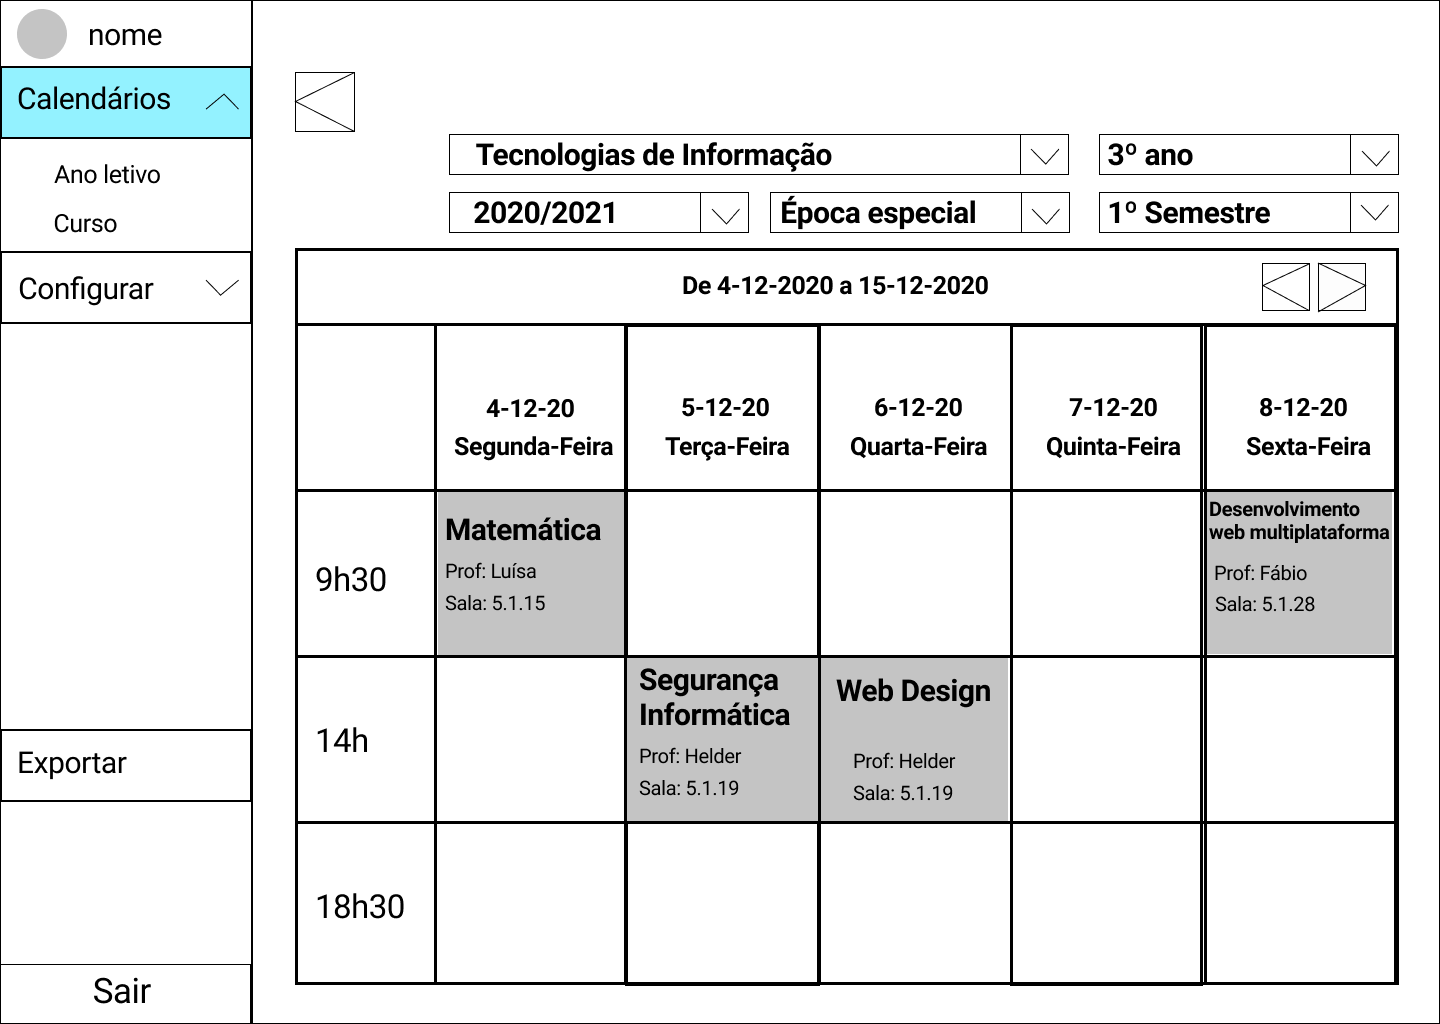 nome
Calendários
Ano letivo
Curso
Configurar
Exportar
Sair
Tecnologias de Informação
3º ano
2020/2021
Época especial
1º Semestre
De 4-12-2020 a 15-12-2020
4-12-20
Segunda-Feira
5-12-20
Terça-Feira
6-12-20
Quarta-Feira
7-12-20
Quinta-Feira
8-12-20
Sexta-Feira
9h30
Matemática
Prof: Luísa
Sala: 5.1.15
Desenvolvimento
web multiplataforma
Prof: Fábio
Sala: 5.1.28
14h
Segurança
Informática
Prof: Helder
Sala: 5.1.19
Web Design
Prof: Helder
Sala: 5.1.19
18h30